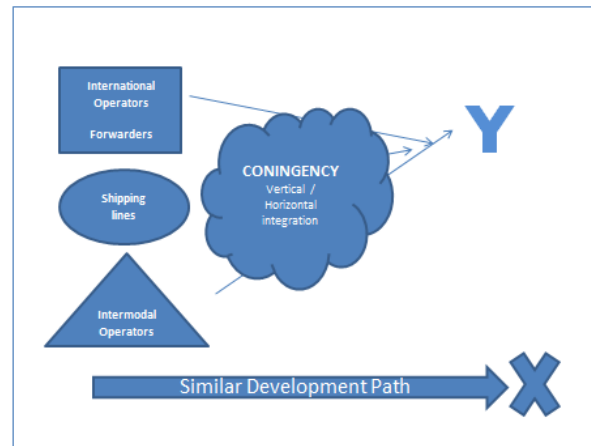 International
Operators
Forwarders
Y
CONINGENCY
Vertical /
Horizontal
integration
Shipping
lines
Intermodal
Operators
Similar Development Path
X